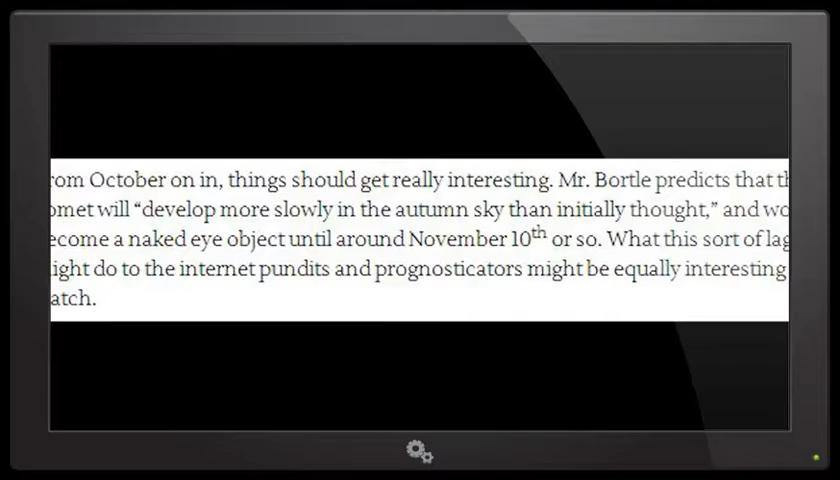 rom October on in, things should get really interesting. Mr. Bortle predicts that th
omet will “develop more slowly in the autumn sky than initially thought,” and wo
ecome a naked eye object until around November 10th or so. What this sort of lag
ight do to the internet pundits and prognosticators might be equally interesting
atch.